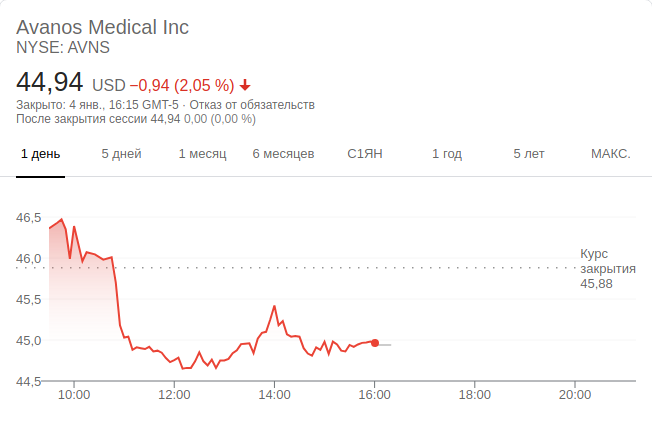 Avanos Medical Inc
NYSE: AVNS
44,94 USD −0,94 (2,05 %)
Закрыто: 4 янв., 16:15 GMT-5 · Отказ от обязательств
После закрытия сессии 44,94 0,00 (0,00 %)
1 день 5 дней 1 месяц 6 месяцев С1ЯН 1 год 5 лет МАКС.
46,5
46,0
45,5
45,0
44,5
Курс
закрытия
45,88
10:00 12:00 14:00 16:00 18:00 20:00